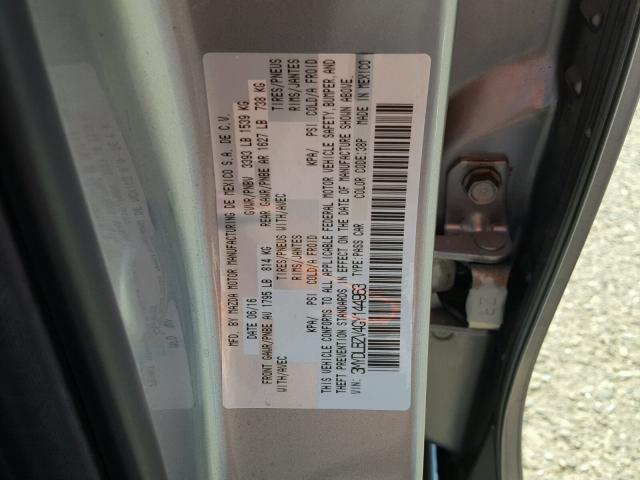 MFD. BY MAZDA MOTOR MANUFACTURING DE MEXICO S.A. DE C.V.
DATE 06/16 GVWR/PNBV 3393 LB 1539 KG
FRONT GAWR/PNBE AV 1795 LB 814 KG REAR GAWR/PNBE AR 1627 LB 738 KG
WITH/AVEC TIRES/PNEUS WITH/AVEC TIRES/PNEUS
RIMS/JANTES RIMS/JANTES
KPA/ PSI COLD/A FROID KPA/ PSI COLD/A FROID
THIS VEHICLE CONFORMS TO ALL APPLICABLE FEDERAL MOTOR VEHICLE SAFETY, BUMPER, AND
THEFT PREVENTION STANDARDS IN EFFECT ON THE DATE OF MANUFACTURE SHOWN ABOVE.
VIN: 3MYDLBZV4GY144963 TYPE:PASS CAR COLOR CODE:38P MADE IN MEXICO